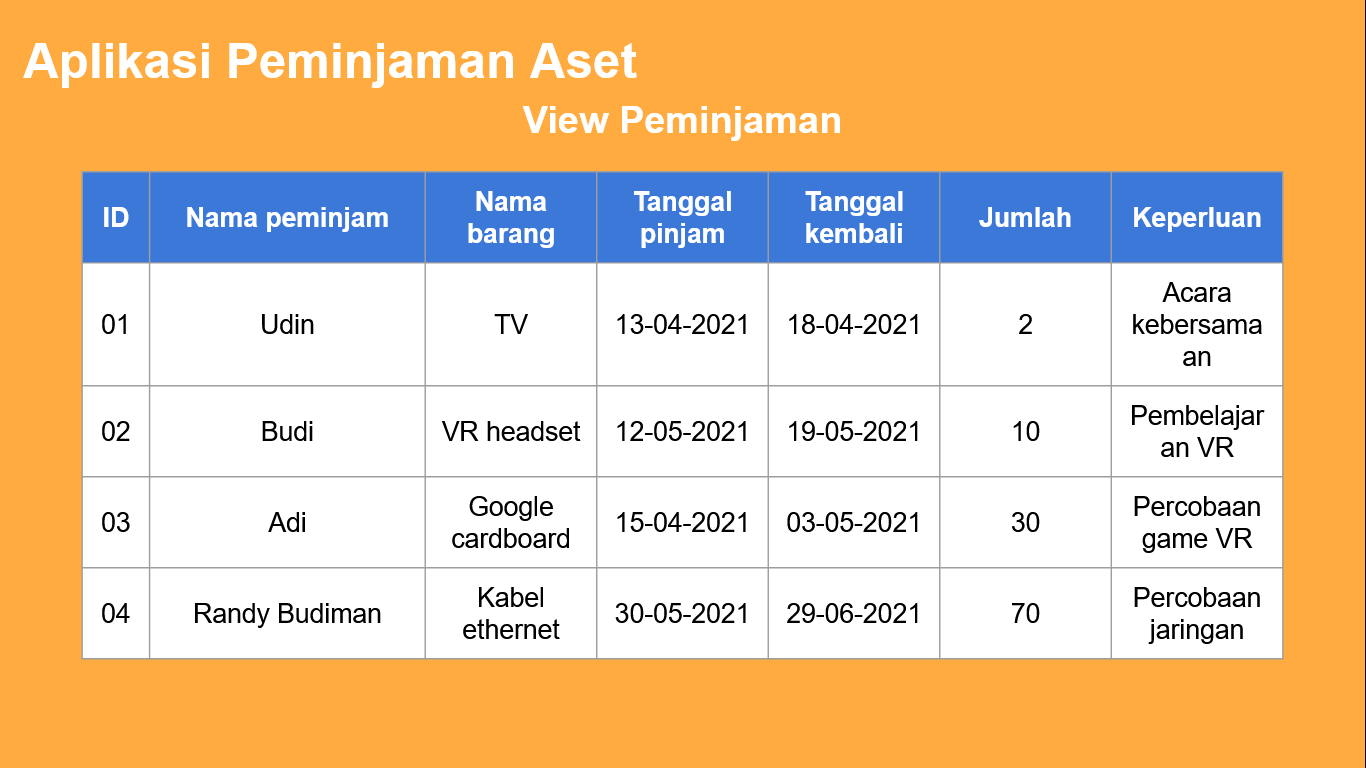 Aplikasi Peminjaman Aset
View Peminjaman
ID Nama peminjam Nama barang Tanggal pinjam Tanggal kembali Jumlah Keperluan
01 Udin TV 13-04-2021 18-04-2021 2 Acara kebersamaan
02 Budi VR headset 12-05-2021 19-05-2021 10 Pembelajaran VR
03 Adi Google cardboard 15-04-2021 03-05-2021 30 Percobaan game VR
04 Randy Budiman Kabel ethernet 30-05-2021 29-06-2021 70 Percobaan jaringan